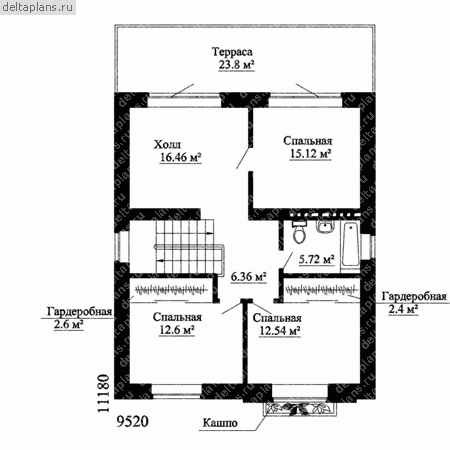 deltaplans.ru
Терраса
23.8 м²
Холл
16.46 м²
Спальная
15.12 м²
5.72 м²
6.36 м²
Гардеробная
2.6 м²
Гардеробная
2.4 м²
Спальная
12.6 м²
Спальная
12.54 м²
11180
9520
Кашпо
deltaplans.ru
deltaplans.ru